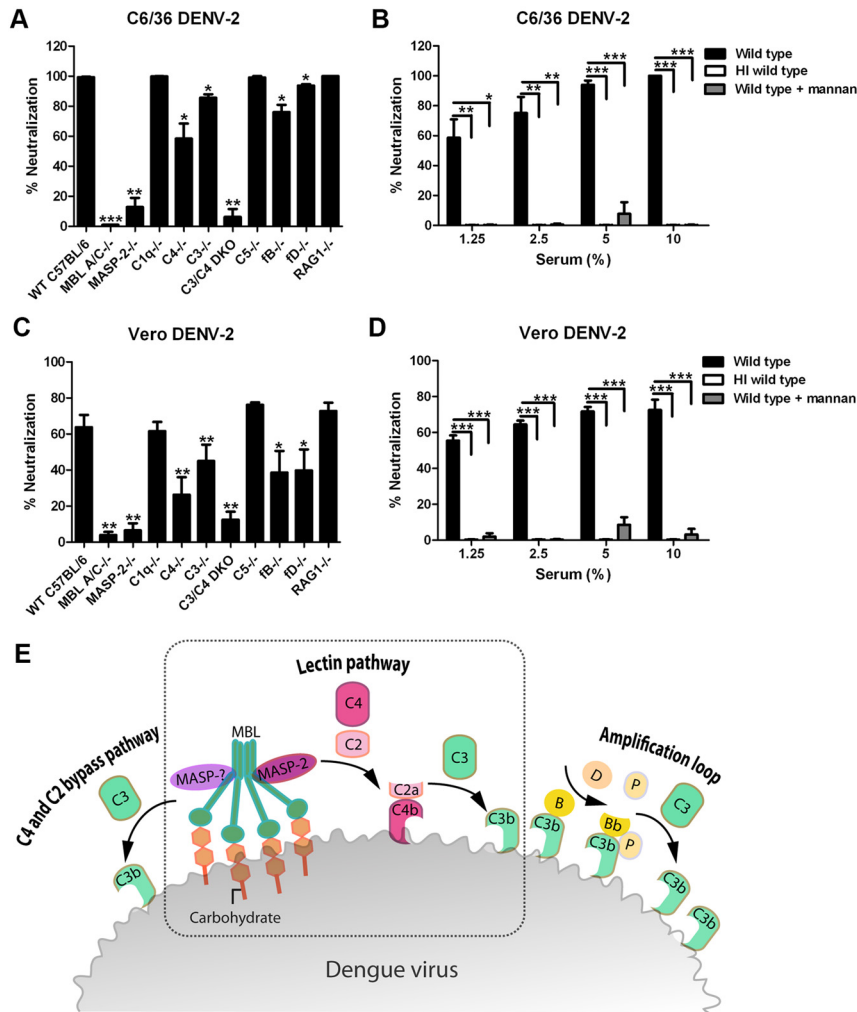 A
C6/36 DENV-2
% Neutralization
120
100
80
60
40
20
0
***
**
*
*
**
*
*
WT C57BL/6
MBL A/C-/-
MASP-2-/-
C1q-/-
C4-/-
C3-/-
C3/C4 DKO
C5-/-
fB-/-
fD-/-
RAG1-/-
B
C6/36 DENV-2
% Neutralization
120
100
80
60
40
20
0
**
*
**
**
***
***
***
***
1.25
2.5
5
10
Serum (%)
Wild type
HI wild type
Wild type + mannan
C
Vero DENV-2
% Neutralization
100
80
60
40
20
0
**
**
**
**
**
*
*
WT C57BL/6
MBL A/C-/-
MASP-2-/-
C1q-/-
C4-/-
C3-/-
C3/C4 DKO
C5-/-
fB-/-
fD-/-
RAG1-/-
D
Vero DENV-2
% Neutralization
100
80
60
40
20
0
***
***
***
***
***
***
***
***
1.25
2.5
5
10
Serum (%)
Wild type
HI wild type
Wild type + mannan
E
Lectin pathway
C4 and C2 bypass pathway
Amplification loop
MBL
MASP-?
MASP-2
C4
C2
C3
C3b
C2a
C4b
C3
C3b
B
C3b
D
P
Bb
C3b
P
C3
C3b
C3b
Carbohydrate
Dengue virus